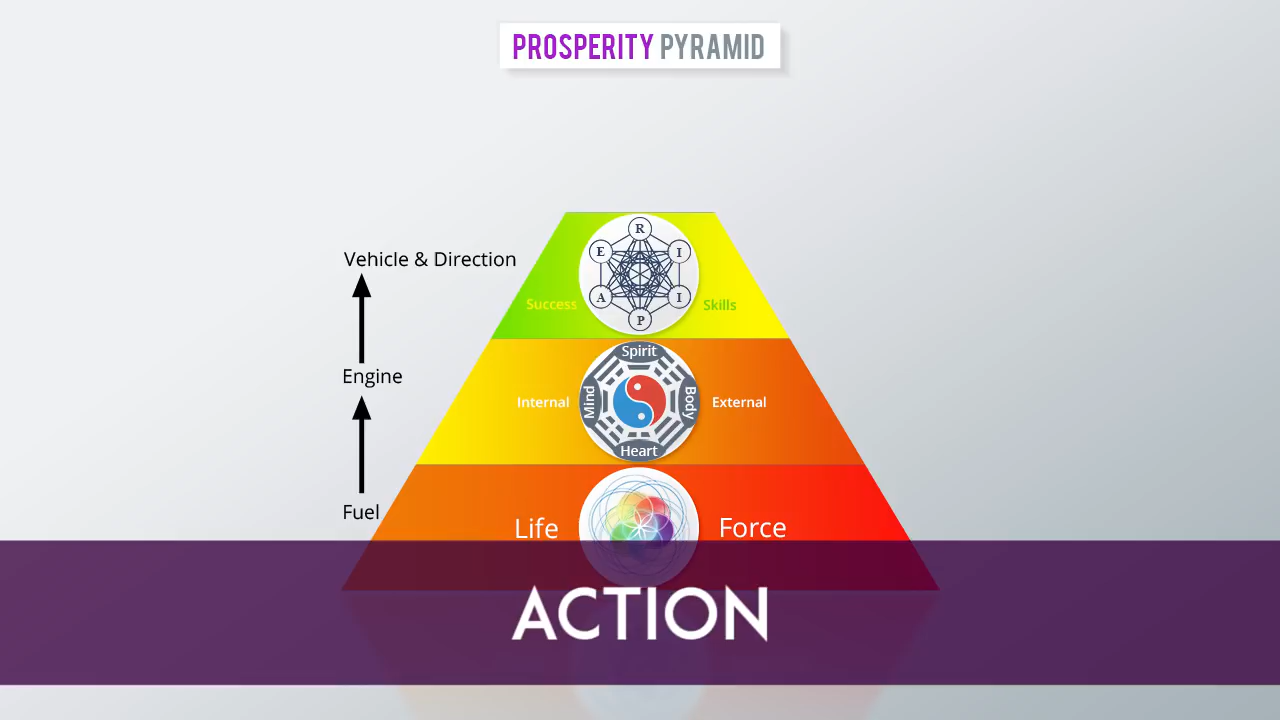 PROSPERITY PYRAMID
Vehicle & Direction
R
E
I
A
I
P
Success
Skills
Engine
Spirit
Mind
Body
Heart
Internal
External
Fuel
Life
Force
ACTION